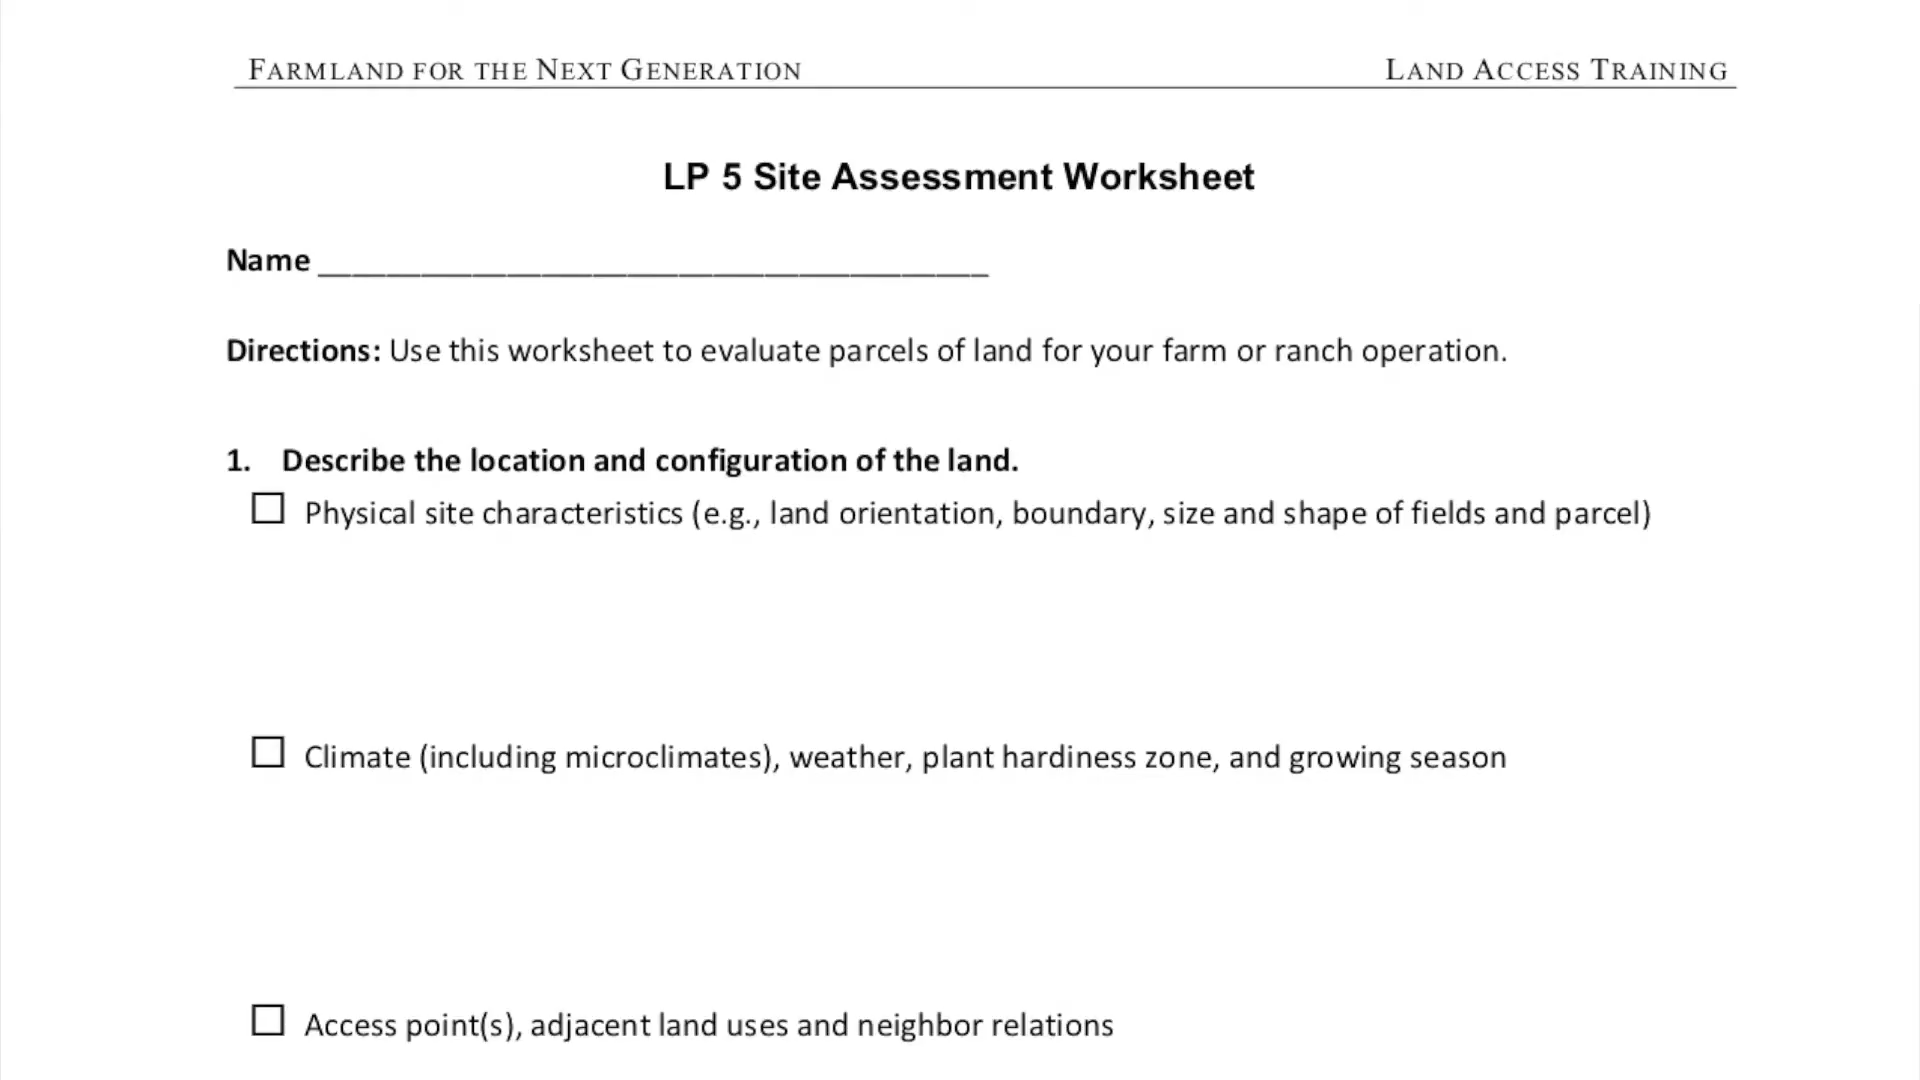 FARMLAND FOR THE NEXT GENERATION LAND ACCESS TRAINING
LP 5 Site Assessment Worksheet
Name _______________________________________
Directions: Use this worksheet to evaluate parcels of land for your farm or ranch operation.
1. Describe the location and configuration of the land.
☐ Physical site characteristics (e.g., land orientation, boundary, size and shape of fields and parcel)
☐ Climate (including microclimates), weather, plant hardiness zone, and growing season
☐ Access point(s), adjacent land uses and neighbor relations